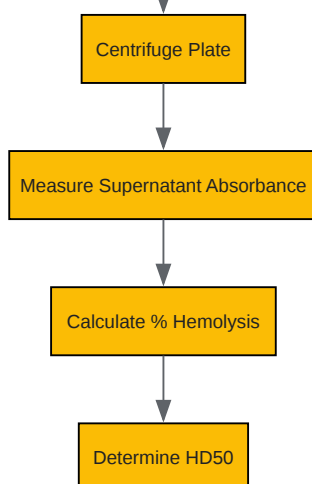 Centrifuge Plate
Measure Supernatant Absorbance
Calculate % Hemolysis
Determine HD50